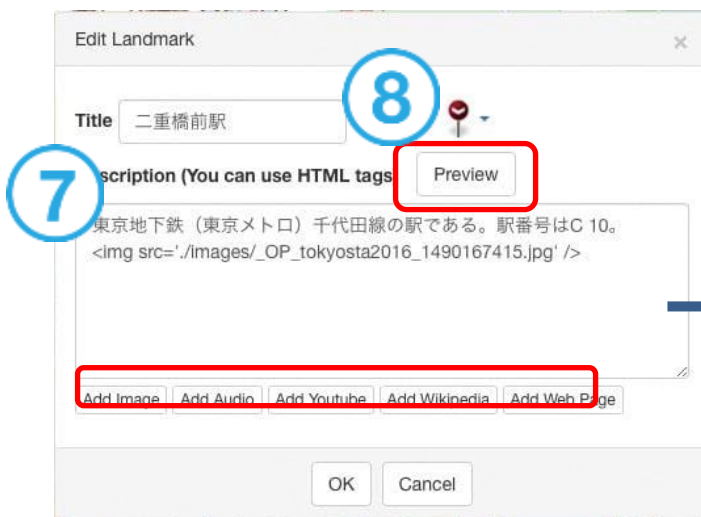 Edit Landmark
×
8
Title 二重橋前駅
7
scription (You can use HTML tags
Preview
東京地下鉄（東京メトロ）千代田線の駅である。駅番号はC 10。
<img src='./images/_OP_tokyosta2016_1490167415.jpg' />
Add Image Add Audio Add Youtube Add Wikipedia Add Web Page
OK Cancel